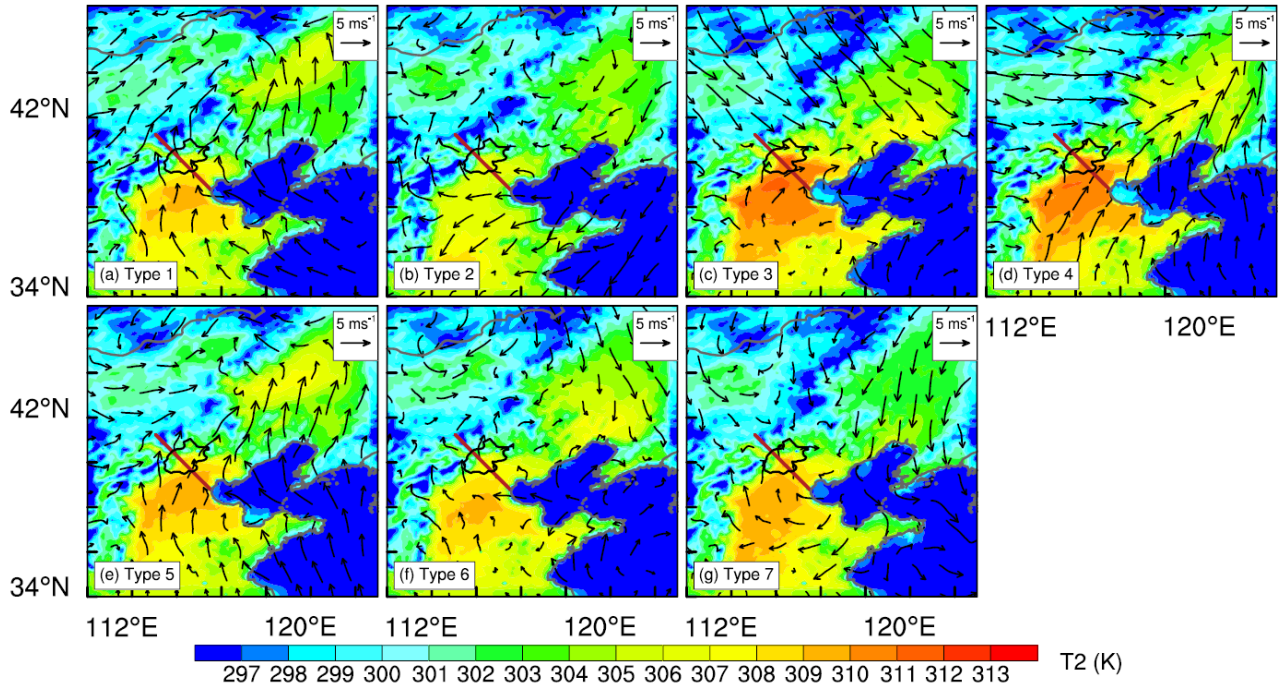 5 ms⁻¹ 5 ms⁻¹ 5 ms⁻¹ 5 ms⁻¹
42°N
(a) Type 1 (b) Type 2 (c) Type 3 (d) Type 4
34°N
112°E 120°E
5 ms⁻¹ 5 ms⁻¹ 5 ms⁻¹
42°N
(e) Type 5 (f) Type 6 (g) Type 7
34°N
112°E 120°E 112°E 120°E 112°E 120°E
297 298 299 300 301 302 303 304 305 306 307 308 309 310 311 312 313 T2 (K)